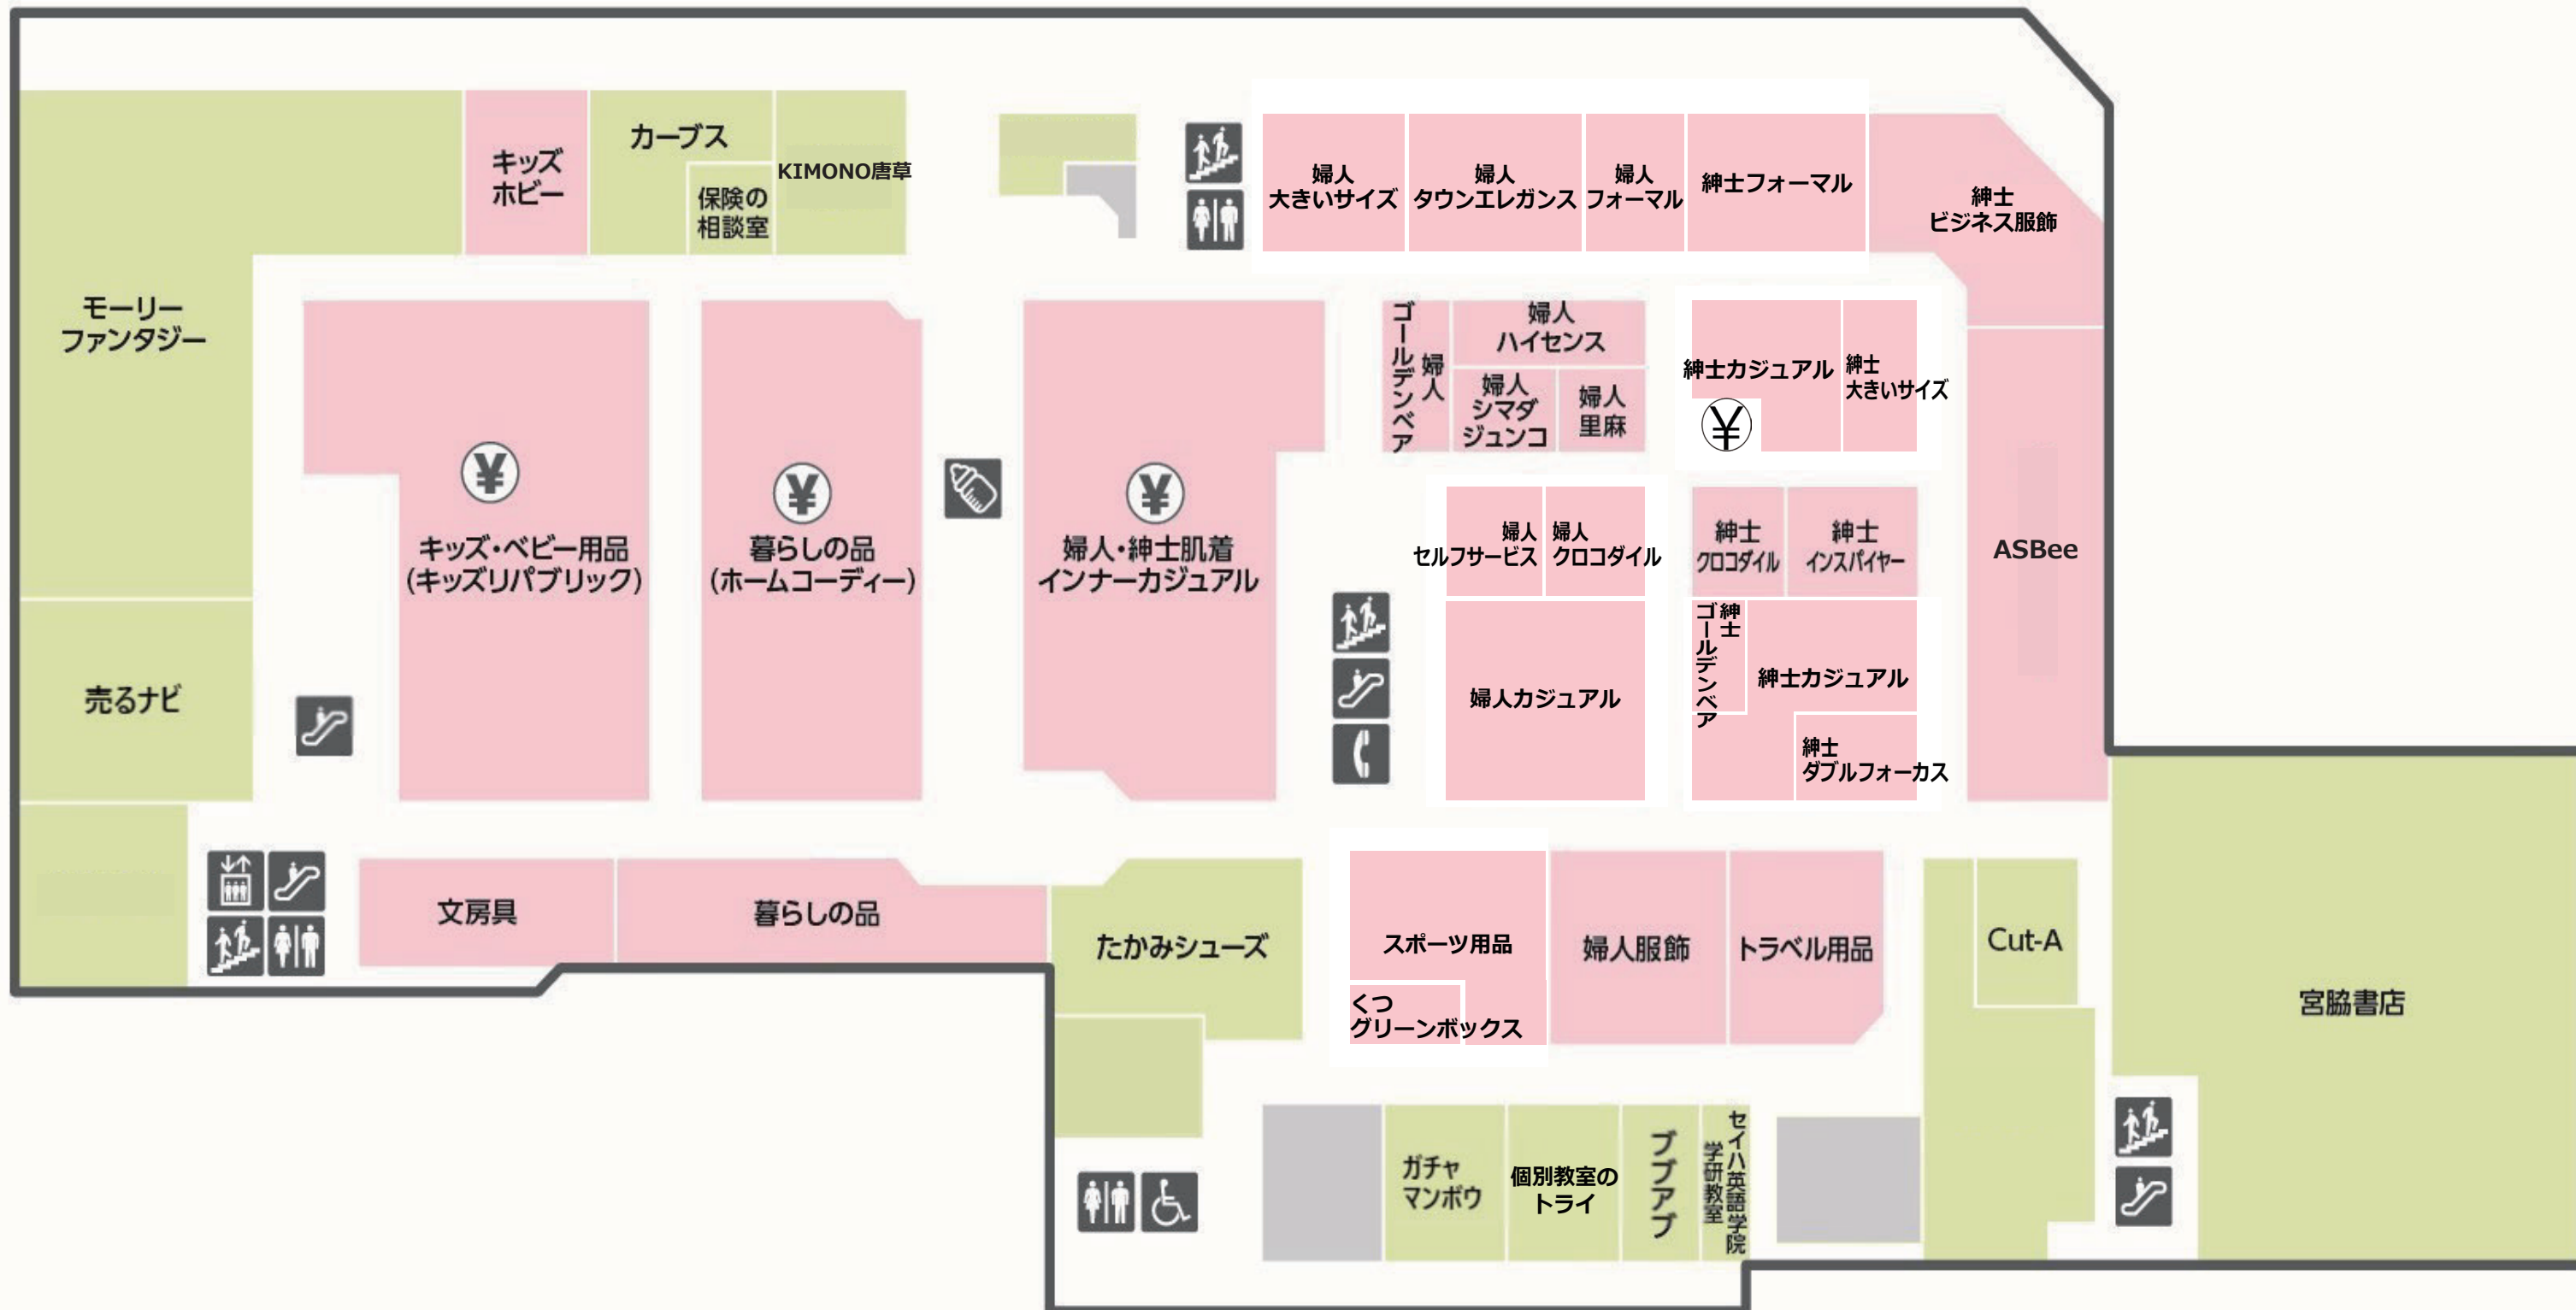 カーブス
キッズ
ホビー
保険の
相談室
KIMONO唐草
婦人
大きいサイズ
婦人
タウンエレガンス
婦人
フォーマル
紳士フォーマル
紳士
ビジネス服飾
モーリー
ファンタジー
婦人
ゴールデンベア
婦人
ハイセンス
婦人
シマダ
ジュンコ
婦人
里麻
紳士カジュアル
紳士
大きいサイズ
¥
¥
¥
¥
キッズ・ベビー用品
(キッズリパブリック)
暮らしの品
(ホームコーディー)
婦人・紳士肌着
インナーカジュアル
婦人
セルフサービス
婦人
クロコダイル
紳士
クロコダイル
紳士
インスパイヤー
ASBee
売るナビ
婦人カジュアル
紳士
ゴールデンベア
紳士カジュアル
紳士
ダブルフォーカス
文房具
暮らしの品
たかみシューズ
スポーツ用品
くつ
グリーンボックス
婦人服飾
トラベル用品
Cut-A
宮脇書店
ガチャ
マンボウ
個別教室の
トライ
ブブアブ
セイハ英語学院
学研教室